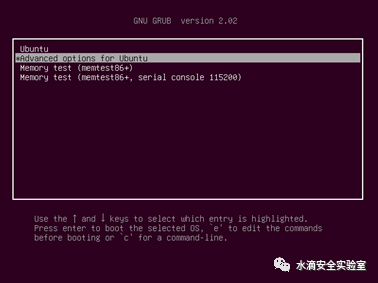 GNU GRUB  version 2.02
Ubuntu
*Advanced options for Ubuntu
Memory test (memtest86+)
Memory test (memtest86+, serial console 115200)
Use the ↑ and ↓ keys to select which entry is highlighted.
Press enter to boot the selected OS, `e' to edit the commands
before booting or `c' for a command-line.
水滴安全实验室